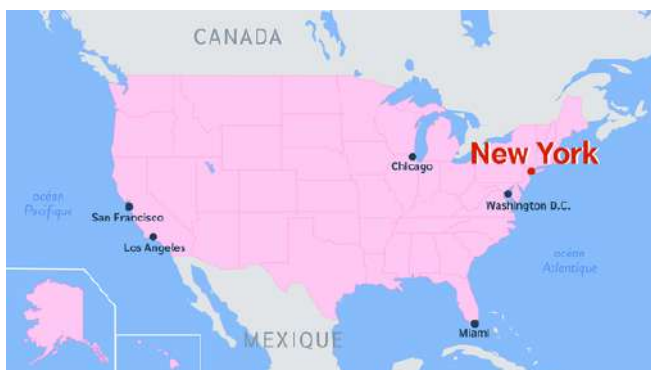 CANADA
New York
Chicago
océan
Pacifique
San Francisco
Washington D.C.
Los Angeles
océan
Atlantique
Miami
MEXIQUE